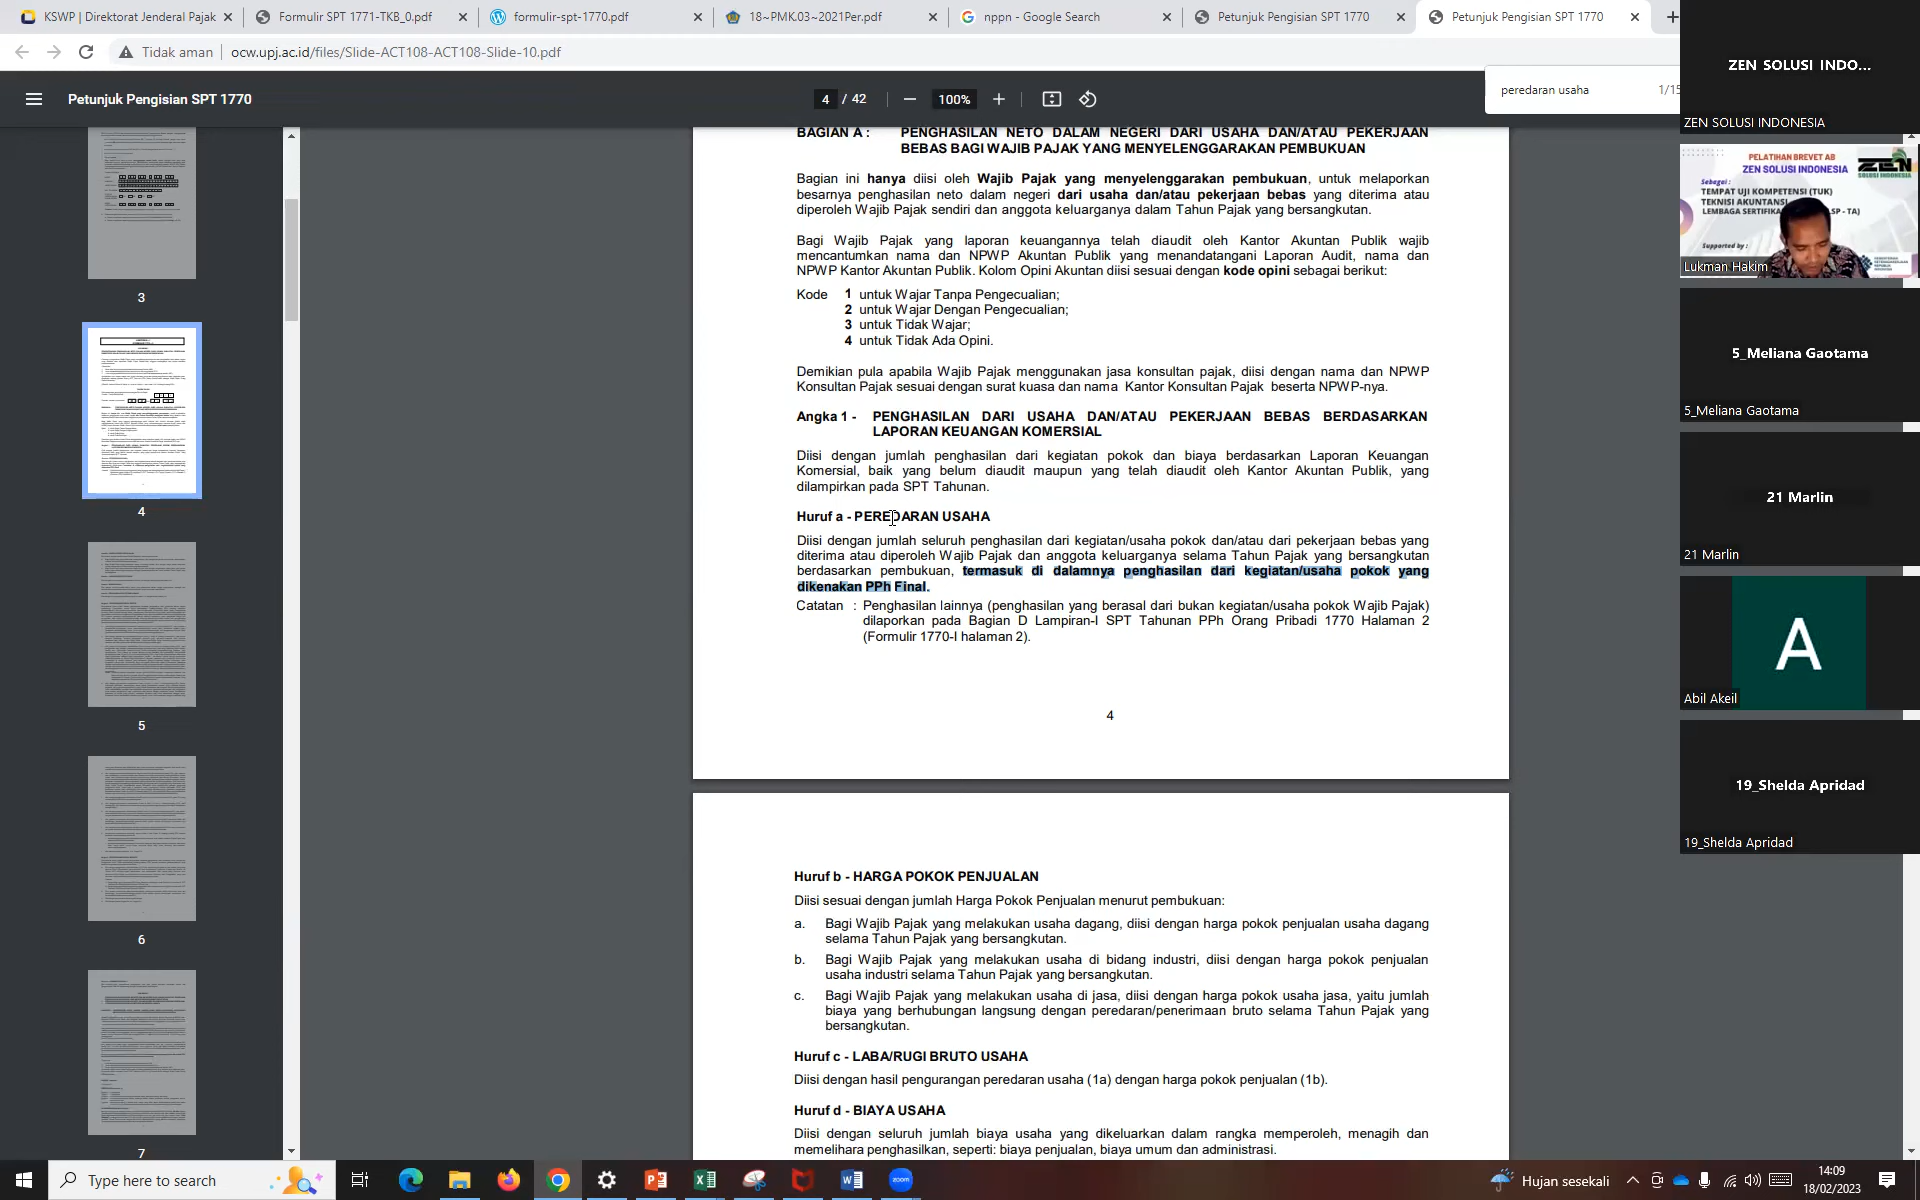 KSWP | Direktorat Jenderal Pajak
Formulir SPT 1771-TKB_0.pdf
formulir-spt-1770.pdf
18~PMK.03~2021Per.pdf
nppn - Google Search
Petunjuk Pengisian SPT 1770
Petunjuk Pengisian SPT 1770
Tidak aman
ocw.upj.ac.id/files/Slide-ACT108-ACT108-Slide-10.pdf
Petunjuk Pengisian SPT 1770
4 / 42
100%
peredaran usaha 1/15
3
4
5
6
7
BAGIAN A : PENGHASILAN NETO DALAM NEGERI DARI USAHA DAN/ATAU PEKERJAAN
BEBAS BAGI WAJIB PAJAK YANG MENYELENGGARAKAN PEMBUKUAN
Bagian ini hanya diisi oleh Wajib Pajak yang menyelenggarakan pembukuan, untuk melaporkan
besarnya penghasilan neto dalam negeri dari usaha dan/atau pekerjaan bebas yang diterima atau
diperoleh Wajib Pajak sendiri dan anggota keluarganya dalam Tahun Pajak yang bersangkutan.
Bagi Wajib Pajak yang laporan keuangannya telah diaudit oleh Kantor Akuntan Publik wajib
mencantumkan nama dan NPWP Akuntan Publik yang menandatangani Laporan Audit, nama dan
NPWP Kantor Akuntan Publik. Kolom Opini Akuntan diisi sesuai dengan kode opini sebagai berikut:
Kode 1 untuk Wajar Tanpa Pengecualian;
2 untuk Wajar Dengan Pengecualian;
3 untuk Tidak Wajar;
4 untuk Tidak Ada Opini.
Demikian pula apabila Wajib Pajak menggunakan jasa konsultan pajak, diisi dengan nama dan NPWP
Konsultan Pajak sesuai dengan surat kuasa dan nama Kantor Konsultan Pajak beserta NPWP-nya.
Angka 1 - PENGHASILAN DARI USAHA DAN/ATAU PEKERJAAN BEBAS BERDASARKAN
LAPORAN KEUANGAN KOMERSIAL
Diisi dengan jumlah penghasilan dari kegiatan pokok dan biaya berdasarkan Laporan Keuangan
Komersial, baik yang belum diaudit maupun yang telah diaudit oleh Kantor Akuntan Publik, yang
dilampirkan pada SPT Tahunan.
Huruf a - PEREDARAN USAHA
Diisi dengan jumlah seluruh penghasilan dari kegiatan/usaha pokok dan/atau dari pekerjaan bebas yang
diterima atau diperoleh Wajib Pajak dan anggota keluarganya selama Tahun Pajak yang bersangkutan
berdasarkan pembukuan, termasuk di dalamnya penghasilan dari kegiatan/usaha pokok yang
dikenakan PPh Final.
Catatan : Penghasilan lainnya (penghasilan yang berasal dari bukan kegiatan/usaha pokok Wajib Pajak)
dilaporkan pada Bagian D Lampiran-I SPT Tahunan PPh Orang Pribadi 1770 Halaman 2
(Formulir 1770-I halaman 2).
4
Huruf b - HARGA POKOK PENJUALAN
Diisi sesuai dengan jumlah Harga Pokok Penjualan menurut pembukuan:
a. Bagi Wajib Pajak yang melakukan usaha dagang, diisi dengan harga pokok penjualan usaha dagang
selama Tahun Pajak yang bersangkutan.
b. Bagi Wajib Pajak yang melakukan usaha di bidang industri, diisi dengan harga pokok penjualan
usaha industri selama Tahun Pajak yang bersangkutan.
c. Bagi Wajib Pajak yang melakukan usaha di jasa, diisi dengan harga pokok usaha jasa, yaitu jumlah
biaya yang berhubungan langsung dengan peredaran/penerimaan bruto selama Tahun Pajak yang
bersangkutan.
Huruf c - LABA/RUGI BRUTO USAHA
Diisi dengan hasil pengurangan peredaran usaha (1a) dengan harga pokok penjualan (1b).
Huruf d - BIAYA USAHA
Diisi dengan seluruh jumlah biaya usaha yang dikeluarkan dalam rangka memperoleh, menagih dan
memelihara penghasilan, seperti: biaya penjualan, biaya umum dan administrasi.
ZEN SOLUSI INDO...
ZEN SOLUSI INDONESIA
PELATIHAN BREVET AB
ZEN SOLUSI INDONESIA
ZEN
SOLUSI INDONESIA
Sebagai :
TEMPAT UJI KOMPETENSI (TUK)
TEKNISI AKUNTANSI
LEMBAGA SERTIFIKA
SP - TA)
Supported by :
Lukman Hakim
5_Meliana Gaotama
5_Meliana Gaotama
21 Marlin
21 Marlin
A
Abil Akeil
19_Shelda Apridad
19_Shelda Apridad
Type here to search
zoom
Hujan sesekali
14:09
18/02/2023